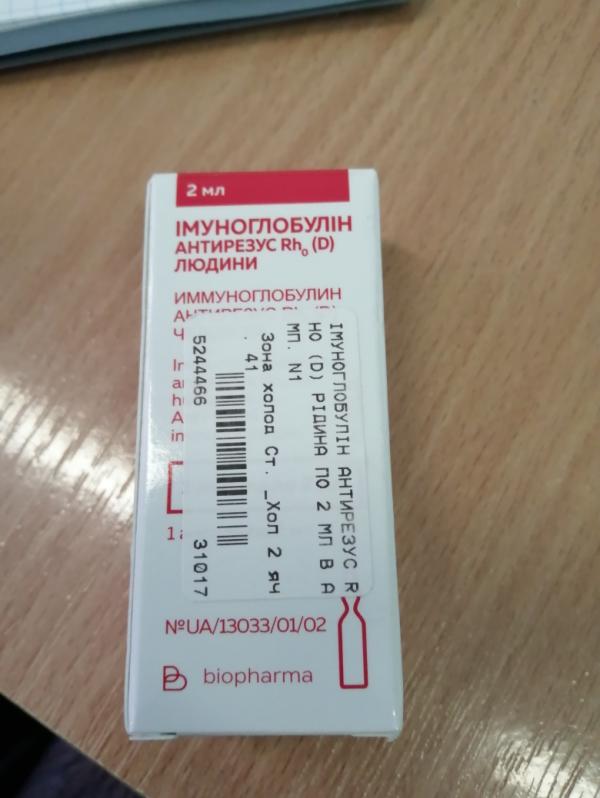 2 мл
ІМУНОГЛОБУЛІН
АНТИРЕЗУС Rh₀ (D)
ЛЮДИНИ
ИММУНОГЛОБУЛИН
ІМУНОГЛОБУЛІН АНТИРЕЗУС R
HO (D) РІДИНА ПО 2 МЛ В А
МП. N1
Зона холод Ст. _Хол 2 яч
. 41
5244466 31017
№UA/13033/01/02
biopharma